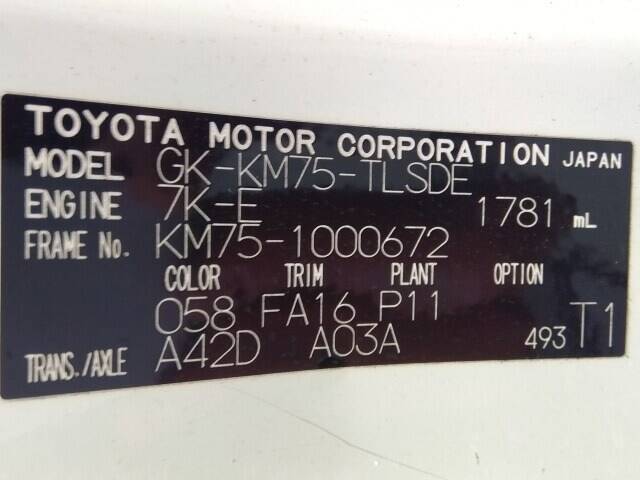 TOYOTA MOTOR CORPORATION JAPAN
MODEL GK-KM75-TLSDE
ENGINE 7K-E 1781 mL
FRAME No. KM75-1000672
COLOR TRIM PLANT OPTION
058 FA16 P11
TRANS./AXLE A42D A03A 493 T1